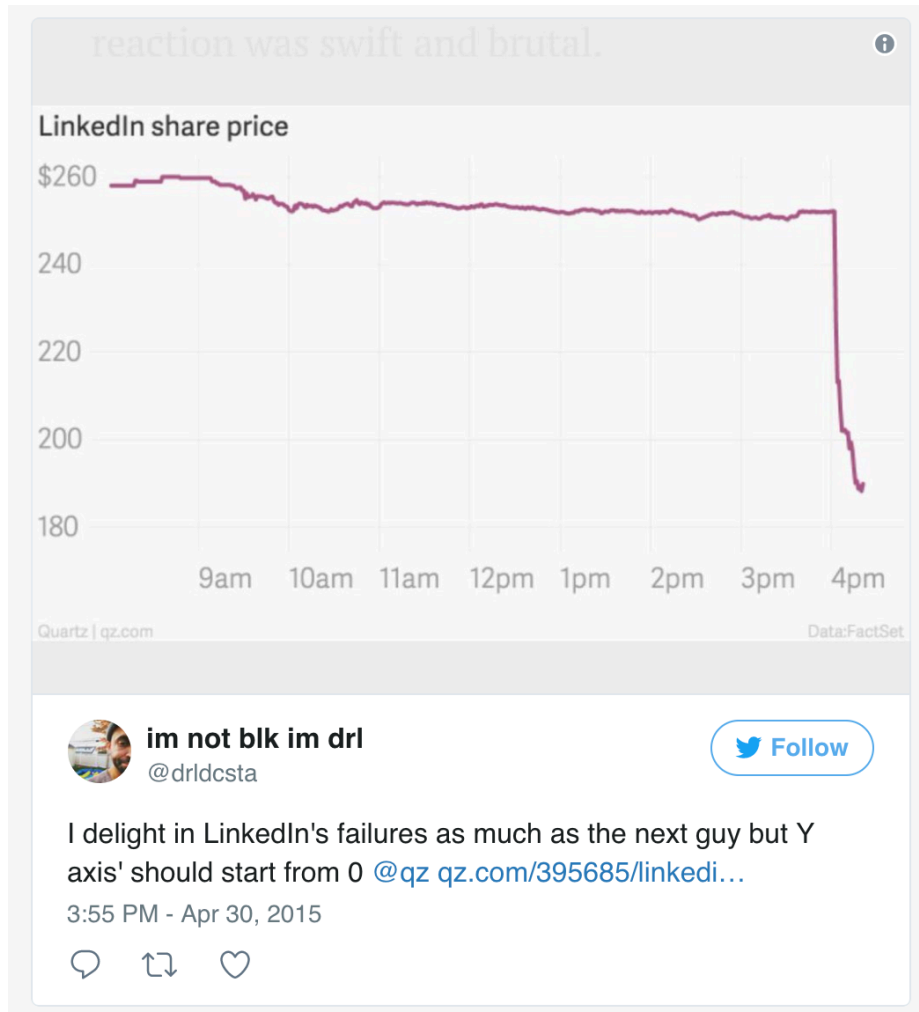 reaction was swift and brutal.
LinkedIn share price
$260
240
220
200
180
9am 10am 11am 12pm 1pm 2pm 3pm 4pm
Quartz | qz.com Data:FactSet
im not blk im drl
@drldcsta
Follow
I delight in LinkedIn's failures as much as the next guy but Y
axis' should start from 0 @qz qz.com/395685/linkedi…
3:55 PM - Apr 30, 2015